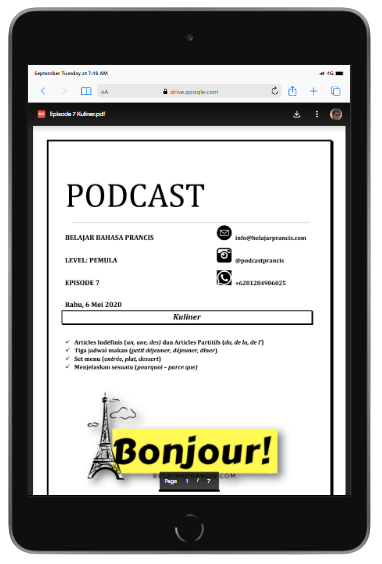 September Tuesday at 7:48 AM
4G
AA
drive.google.com
Episode 7 Kuliner.pdf
PODCAST
BELAJAR BAHASA PRANCIS
info@belajarprancis.com
LEVEL: PEMULA
@podcastprancis
EPISODE 7
+6281284906025
Rabu, 6 Mei 2020
Kuliner
✓ Articles Indéfinis (un, une, des) dan Articles Partitifs (du, de la, de l')
✓ Tiga jadwal makan (petit déjeuner, déjeuner, dîner)
✓ Set menu (entrée, plat, dessert)
✓ Menjelaskan sesuatu (pourquoi – parce que)
Bonjour!
Page 1 / 7